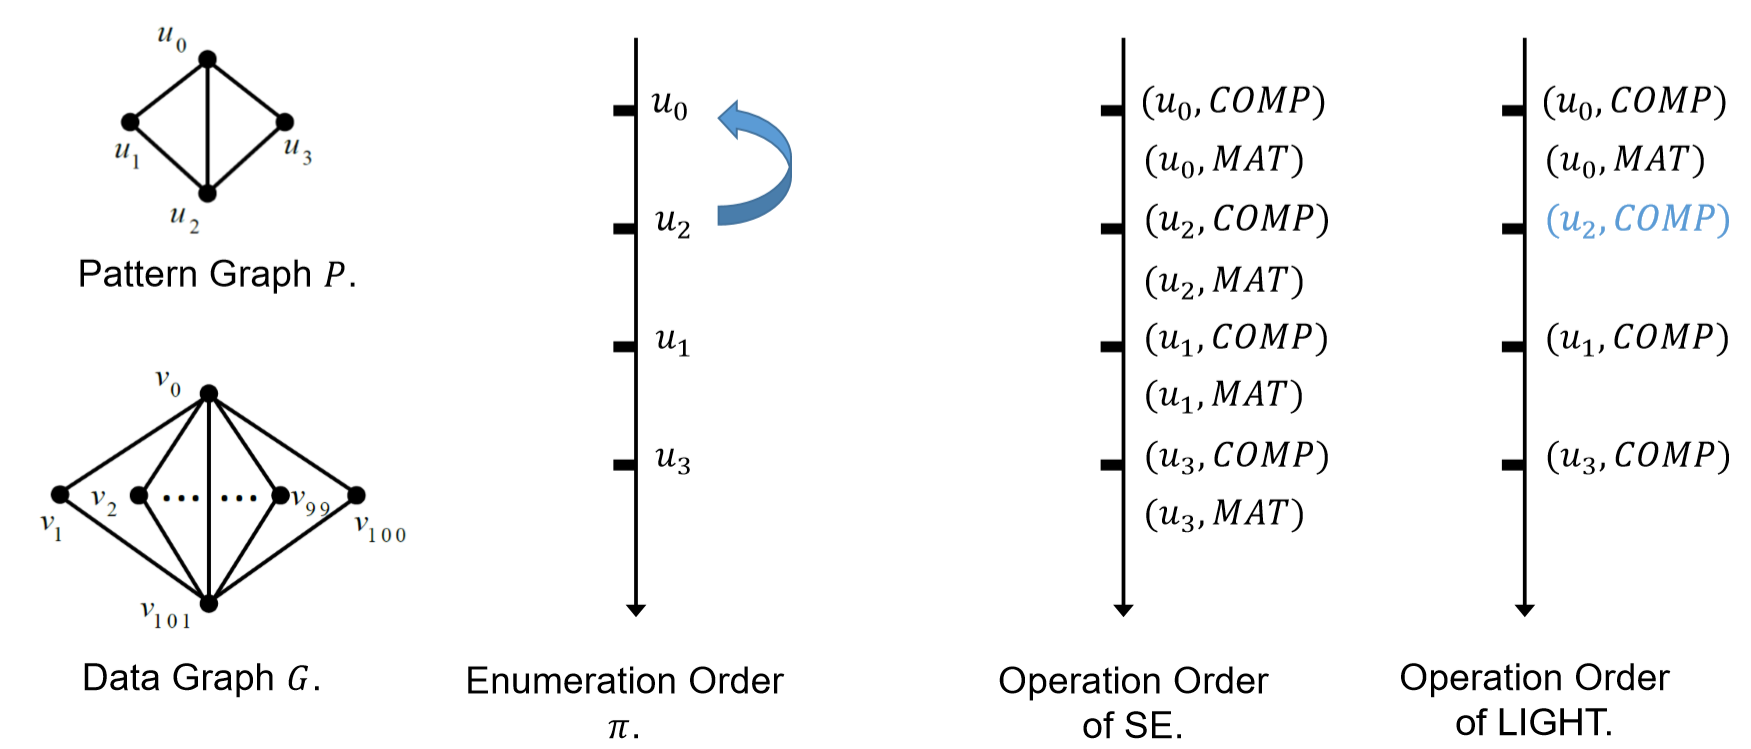 u0
u1
u3
u2
Pattern Graph P.
v0
v1
v2
... ...
v99
v100
v101
Data Graph G.
u0
u2
u1
u3
Enumeration Order
π.
(u0, COMP)
(u0, MAT)
(u2, COMP)
(u2, MAT)
(u1, COMP)
(u1, MAT)
(u3, COMP)
(u3, MAT)
Operation Order
of SE.
(u0, COMP)
(u0, MAT)
(u2, COMP)
(u1, COMP)
(u3, COMP)
Operation Order
of LIGHT.